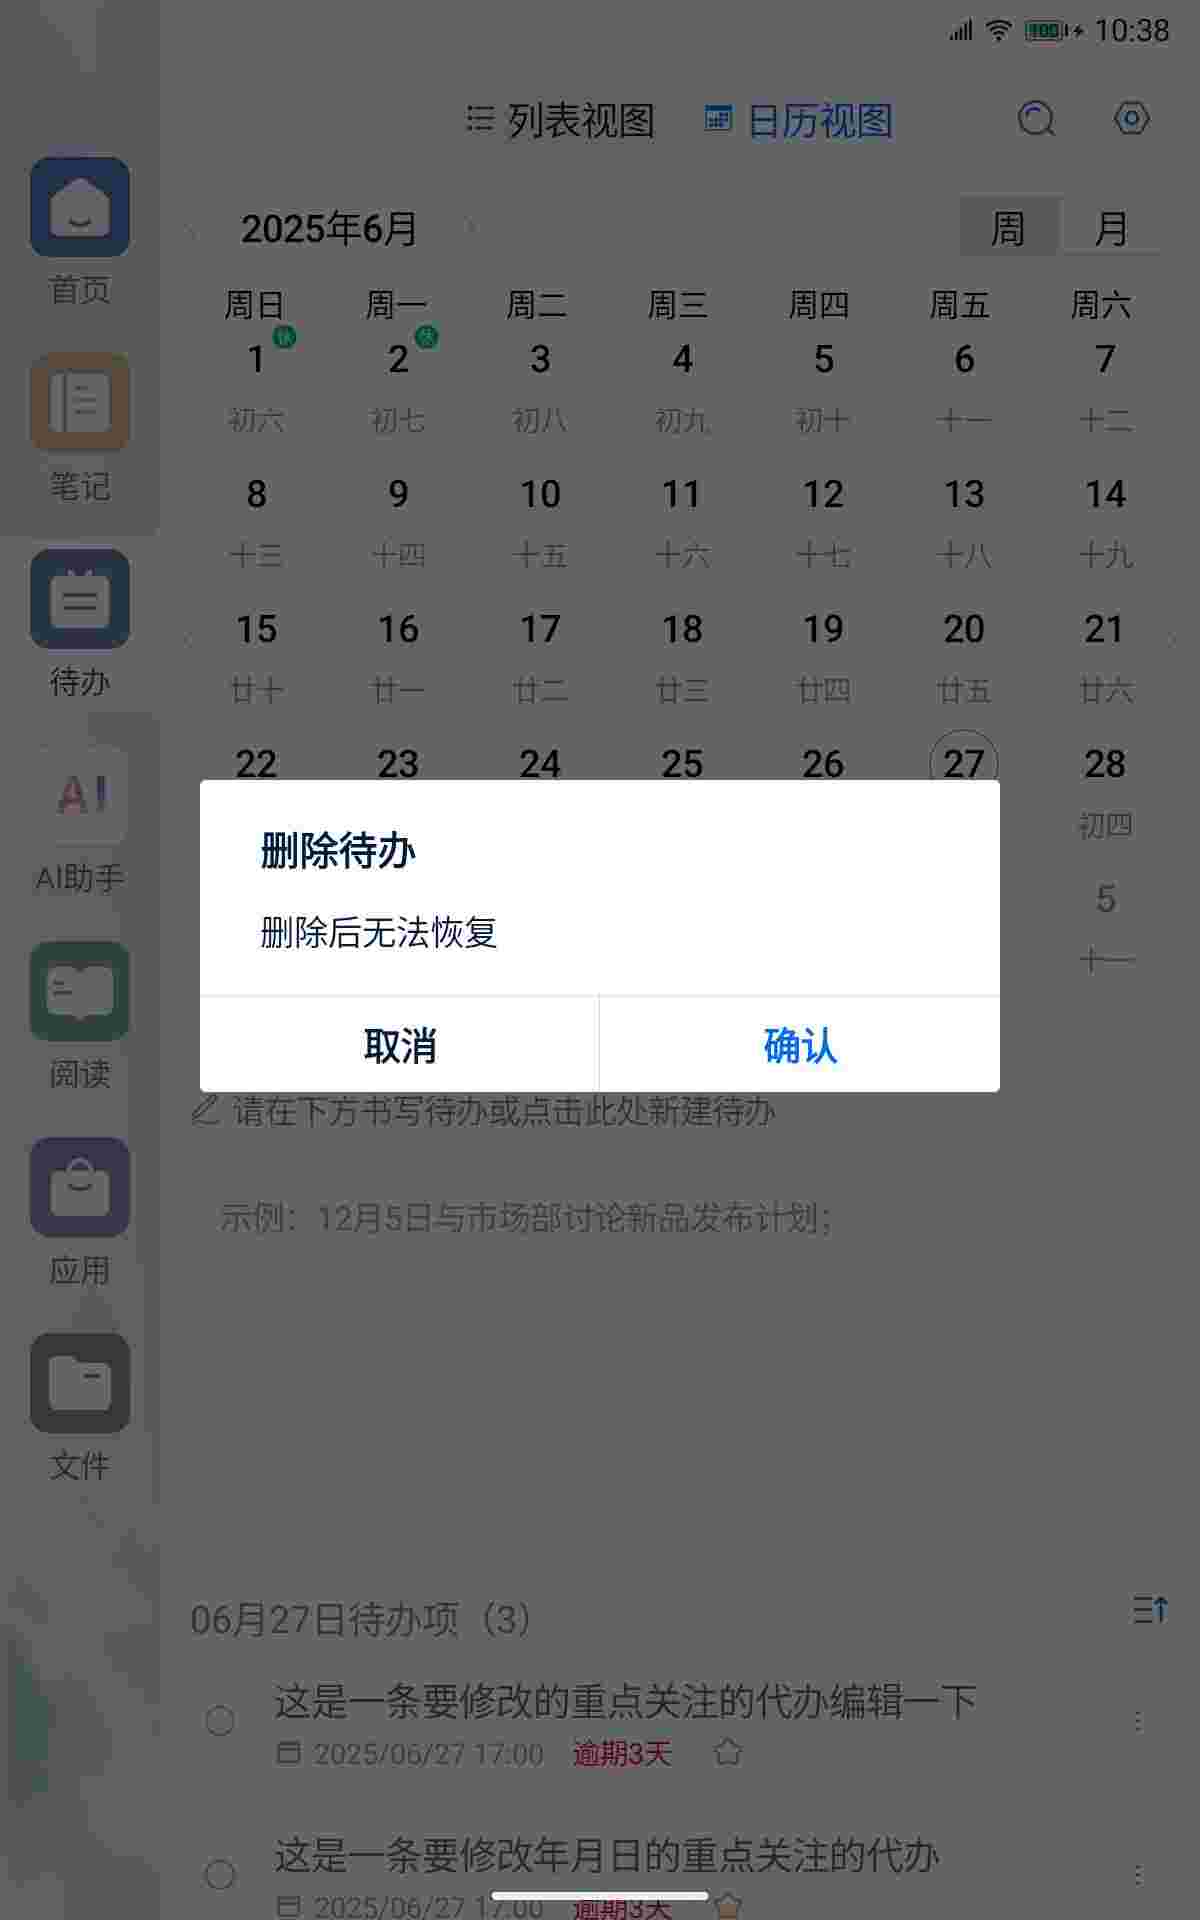 10:38
列表视图 日历视图
2025年6月 周 月
周日 周一 周二 周三 周四 周五 周六
休 休
1 2 3 4 5 6 7
初六 初七 初八 初九 初十 十一 十二
8 9 10 11 12 13 14
十三 十四 十五 十六 十七 十八 十九
15 16 17 18 19 20 21
廿十 廿一 廿二 廿三 廿四 廿五 廿六
22 23 24 25 26 27 28
初四
5
十一
删除待办
删除后无法恢复
取消 确认
请在下方书写待办或点击此处新建待办
示例：12月5日与市场部讨论新品发布计划；
06月27日待办项（3）
这是一条要修改的重点关注的代办编辑一下
2025/06/27 17:00 逾期3天
这是一条要修改年月日的重点关注的代办
2025/06/27 17:00 逾期3天
首页
笔记
待办
AI
AI助手
阅读
应用
文件
100